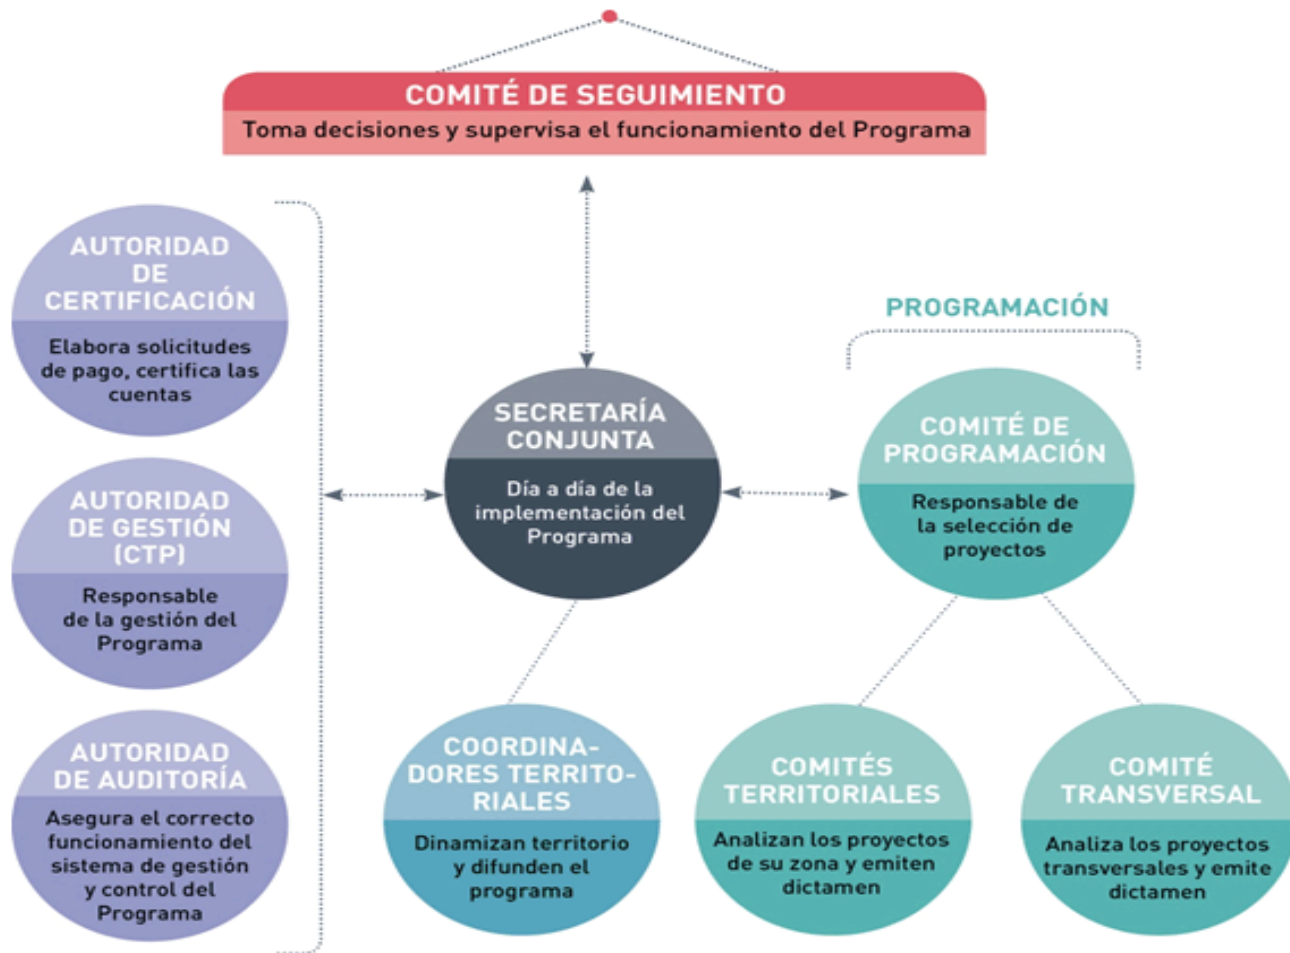 COMITÉ DE SEGUIMIENTO
Toma decisiones y supervisa el funcionamiento del Programa
AUTORIDAD
DE
CERTIFICACIÓN
Elabora solicitudes
de pago, certifica las
cuentas
AUTORIDAD
DE GESTIÓN
(CTP)
Responsable
de la gestión del
Programa
AUTORIDAD
DE AUDITORÍA
Asegura el correcto
funcionamiento del
sistema de gestión
y control del
Programa
SECRETARÍA
CONJUNTA
Día a día de la
implementación del
Programa
PROGRAMACIÓN
COMITÉ DE
PROGRAMACIÓN
Responsable de
la selección de
proyectos
COORDINA-
DORES TERRITO-
RIALES
Dinamizan territorio
y difunden el
programa
COMITÉS
TERRITORIALES
Analizan los proyectos
de su zona y emiten
dictamen
COMITÉ
TRANSVERSAL
Analiza los proyectos
transversales y emite
dictamen